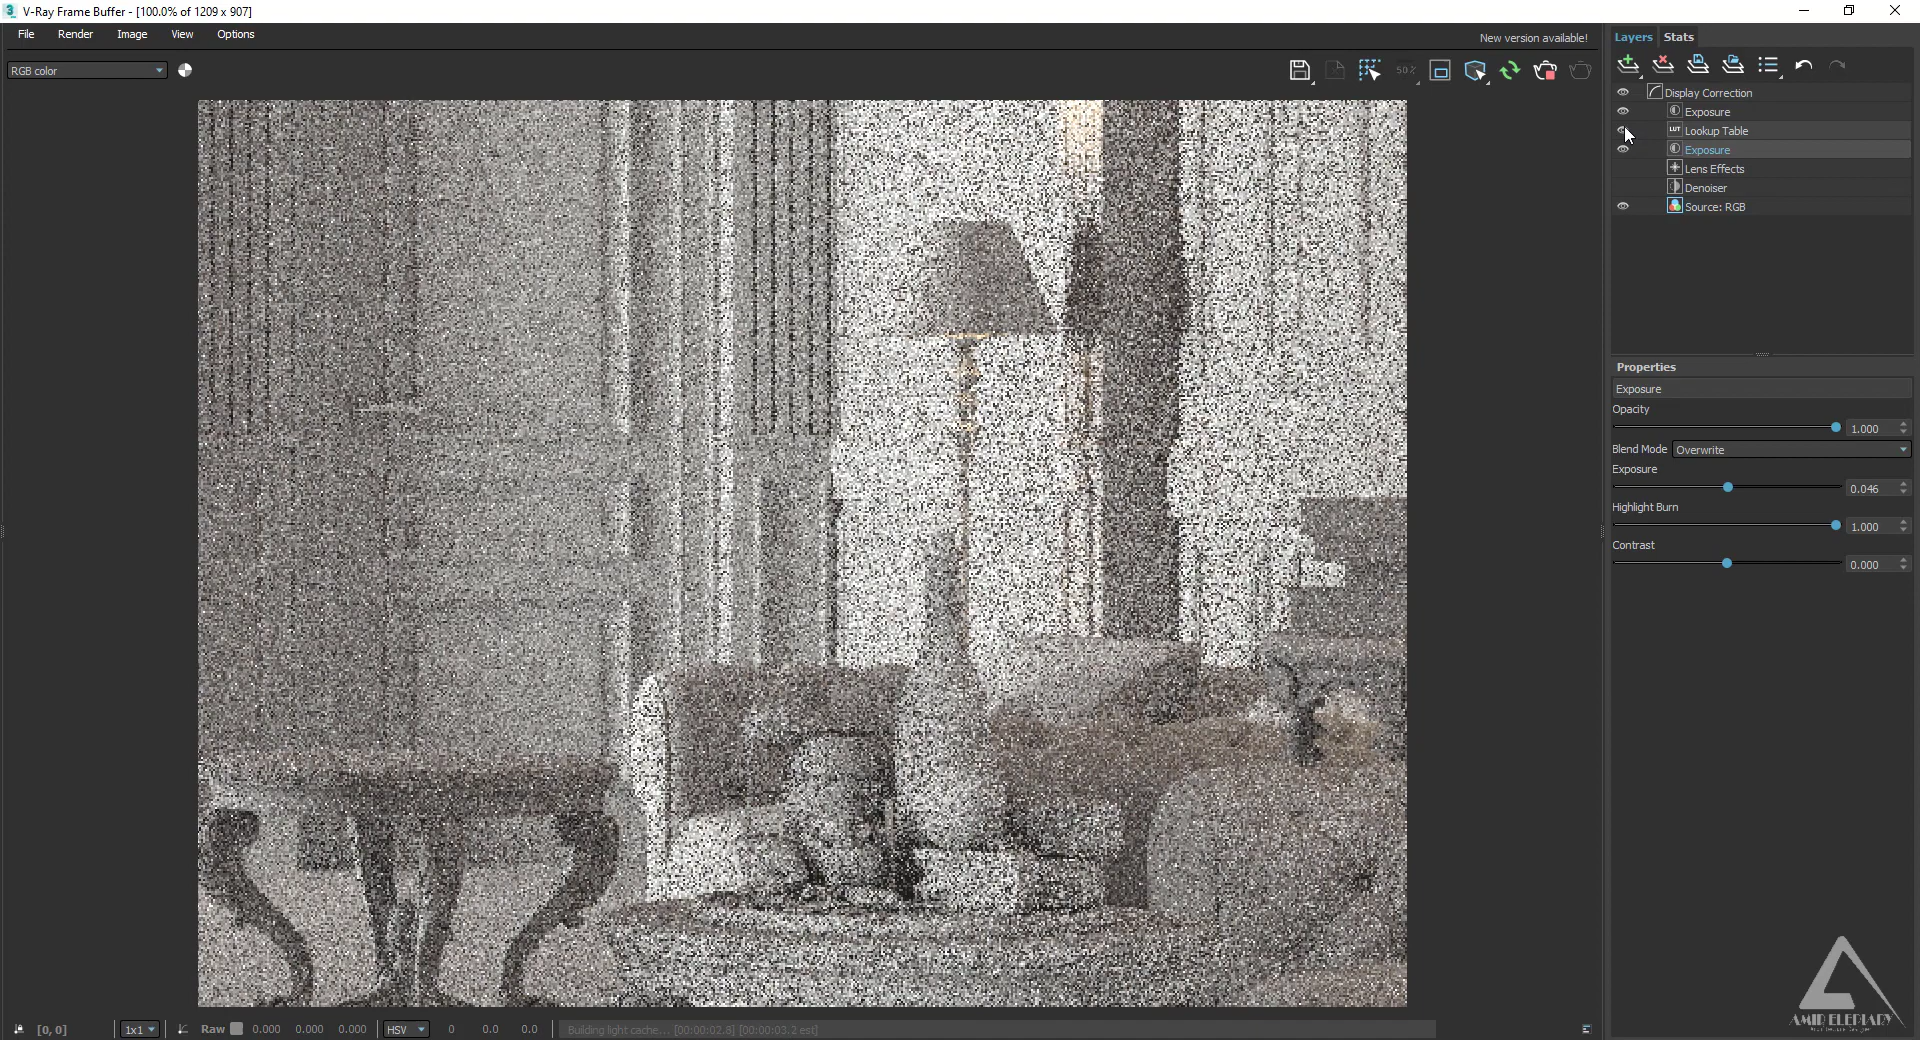 V-Ray Frame Buffer - [100.0% of 1209 x 907]
File Render Image View Options
New version available!
Layers Stats
RGB color
50%
Display Correction
Exposure
LUT Lookup Table
Exposure
Lens Effects
Denoiser
Source: RGB
Properties
Exposure
Opacity
1.000
Blend Mode Overwrite
Exposure
0.046
Highlight Burn
1.000
Contrast
0.000
AMIR ELEPIARY
[0, 0] 1x1 Raw 0.000 0.000 0.000 HSV 0 0.0 0.0 Building light cache... [00:00:02.8] [00:00:03.2 est]